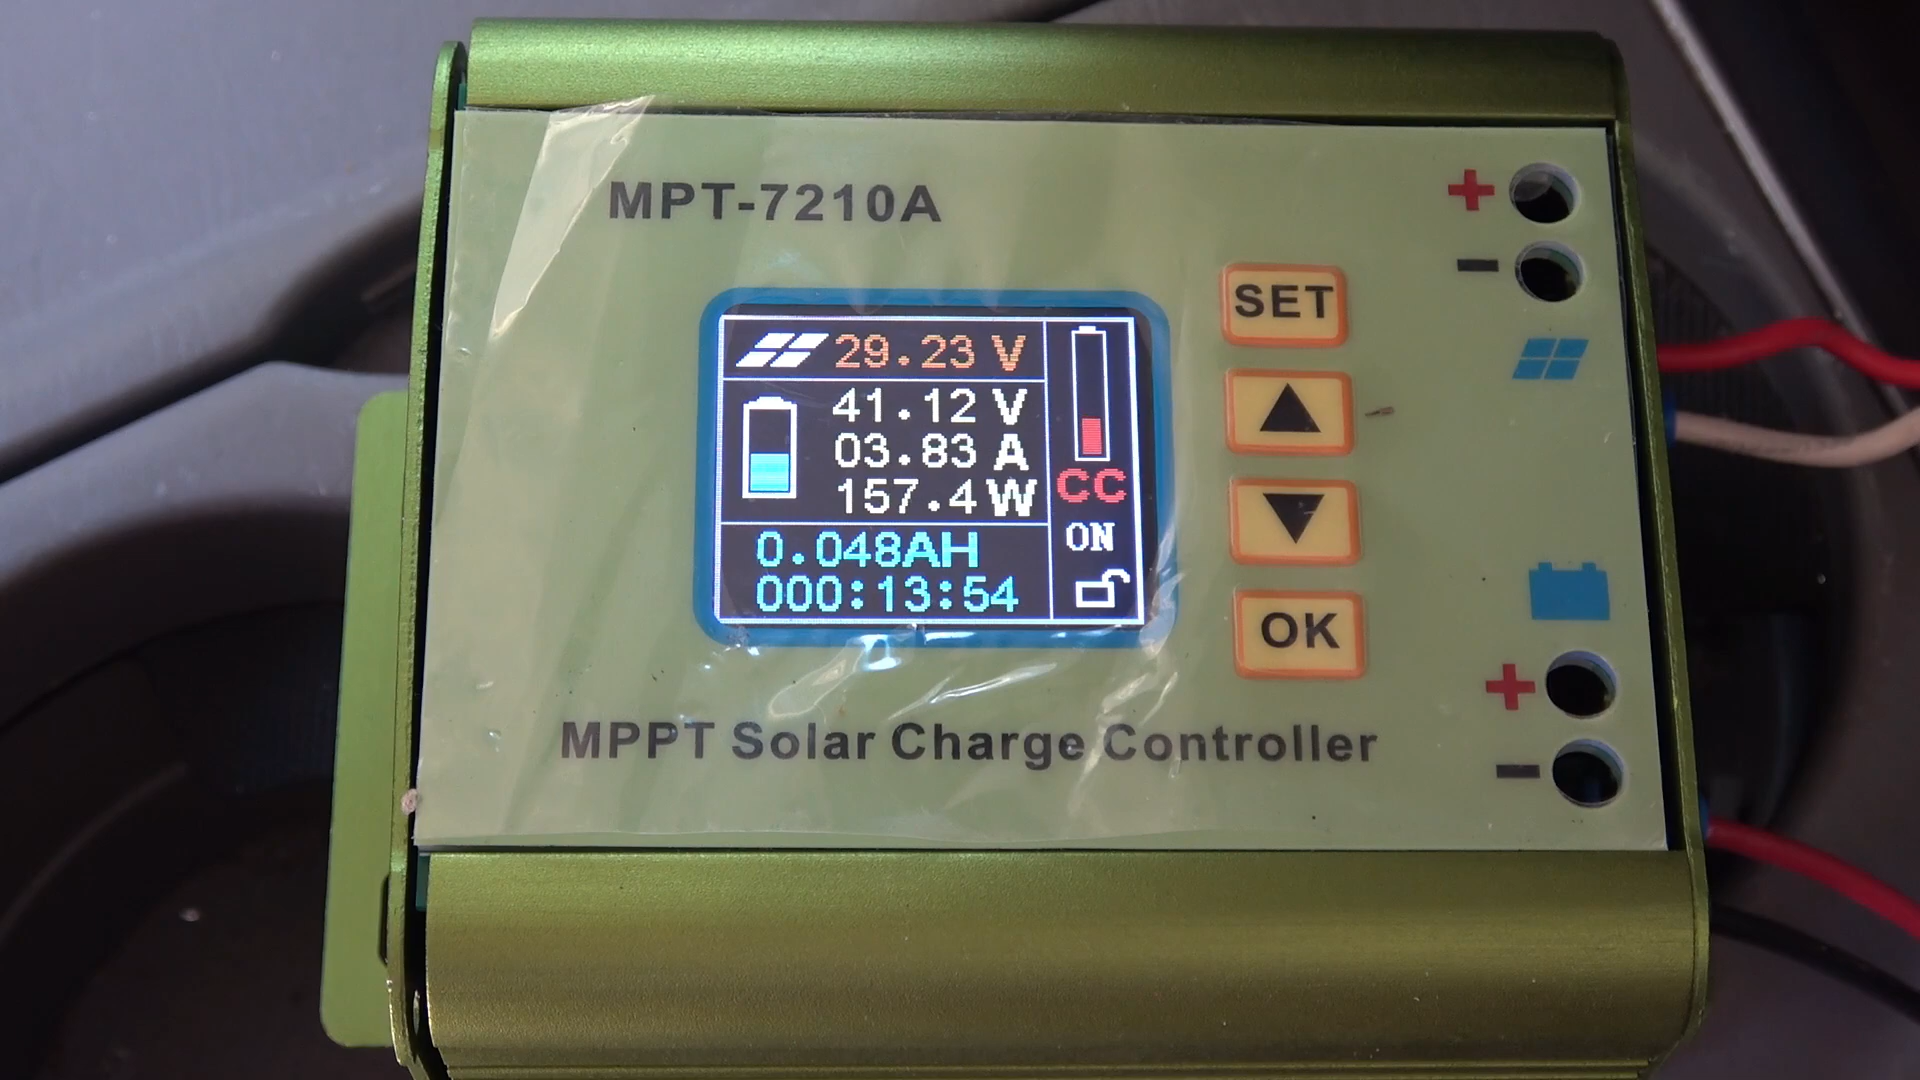 MPT-7210A
29.23 V
41.12 V
03.83 A
157.4 W
0.048AH
000:13:54
CC
ON
SET
OK
+
-
+
-
MPPT Solar Charge Controller